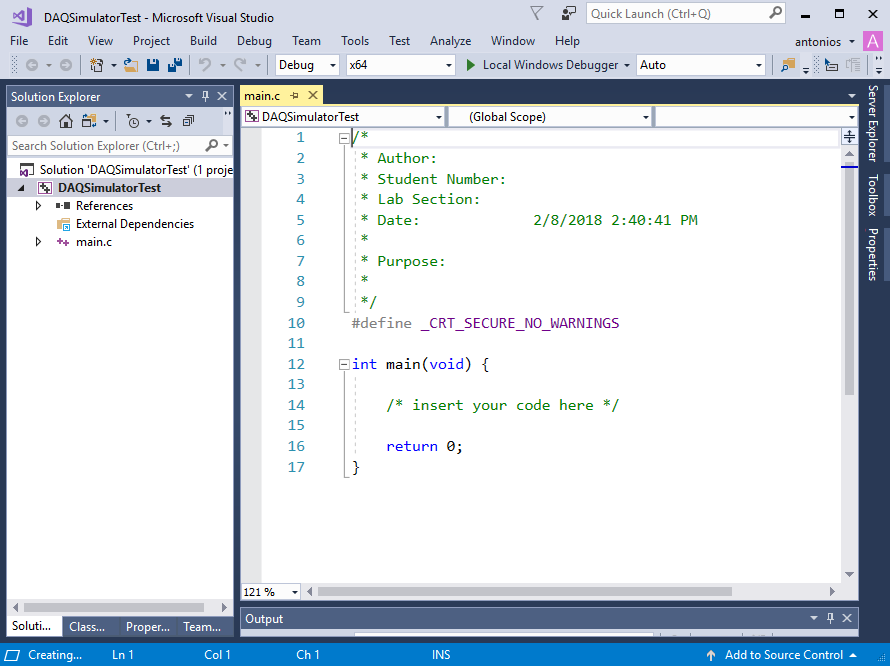 DAQSimulatorTest - Microsoft Visual Studio
Quick Launch (Ctrl+Q)
File Edit View Project Build Debug Team Tools Test Analyze Window Help
antonios A
Debug x64 Local Windows Debugger Auto
Solution Explorer
Search Solution Explorer (Ctrl+;)
Solution 'DAQSimulatorTest' (1 proje
DAQSimulatorTest
References
External Dependencies
main.c
Soluti... Class... Proper... Team...
main.c
DAQSimulatorTest (Global Scope)
1 /*
2 * Author:
3 * Student Number:
4 * Lab Section:
5 * Date: 2/8/2018 2:40:41 PM
6 *
7 * Purpose:
8 *
9 */
10 #define _CRT_SECURE_NO_WARNINGS
11
12 int main(void) {
13
14 /* insert your code here */
15
16 return 0;
17 }
121 %
Output
Server Explorer
Toolbox
Properties
Creating... Ln 1 Col 1 Ch 1 INS Add to Source Control